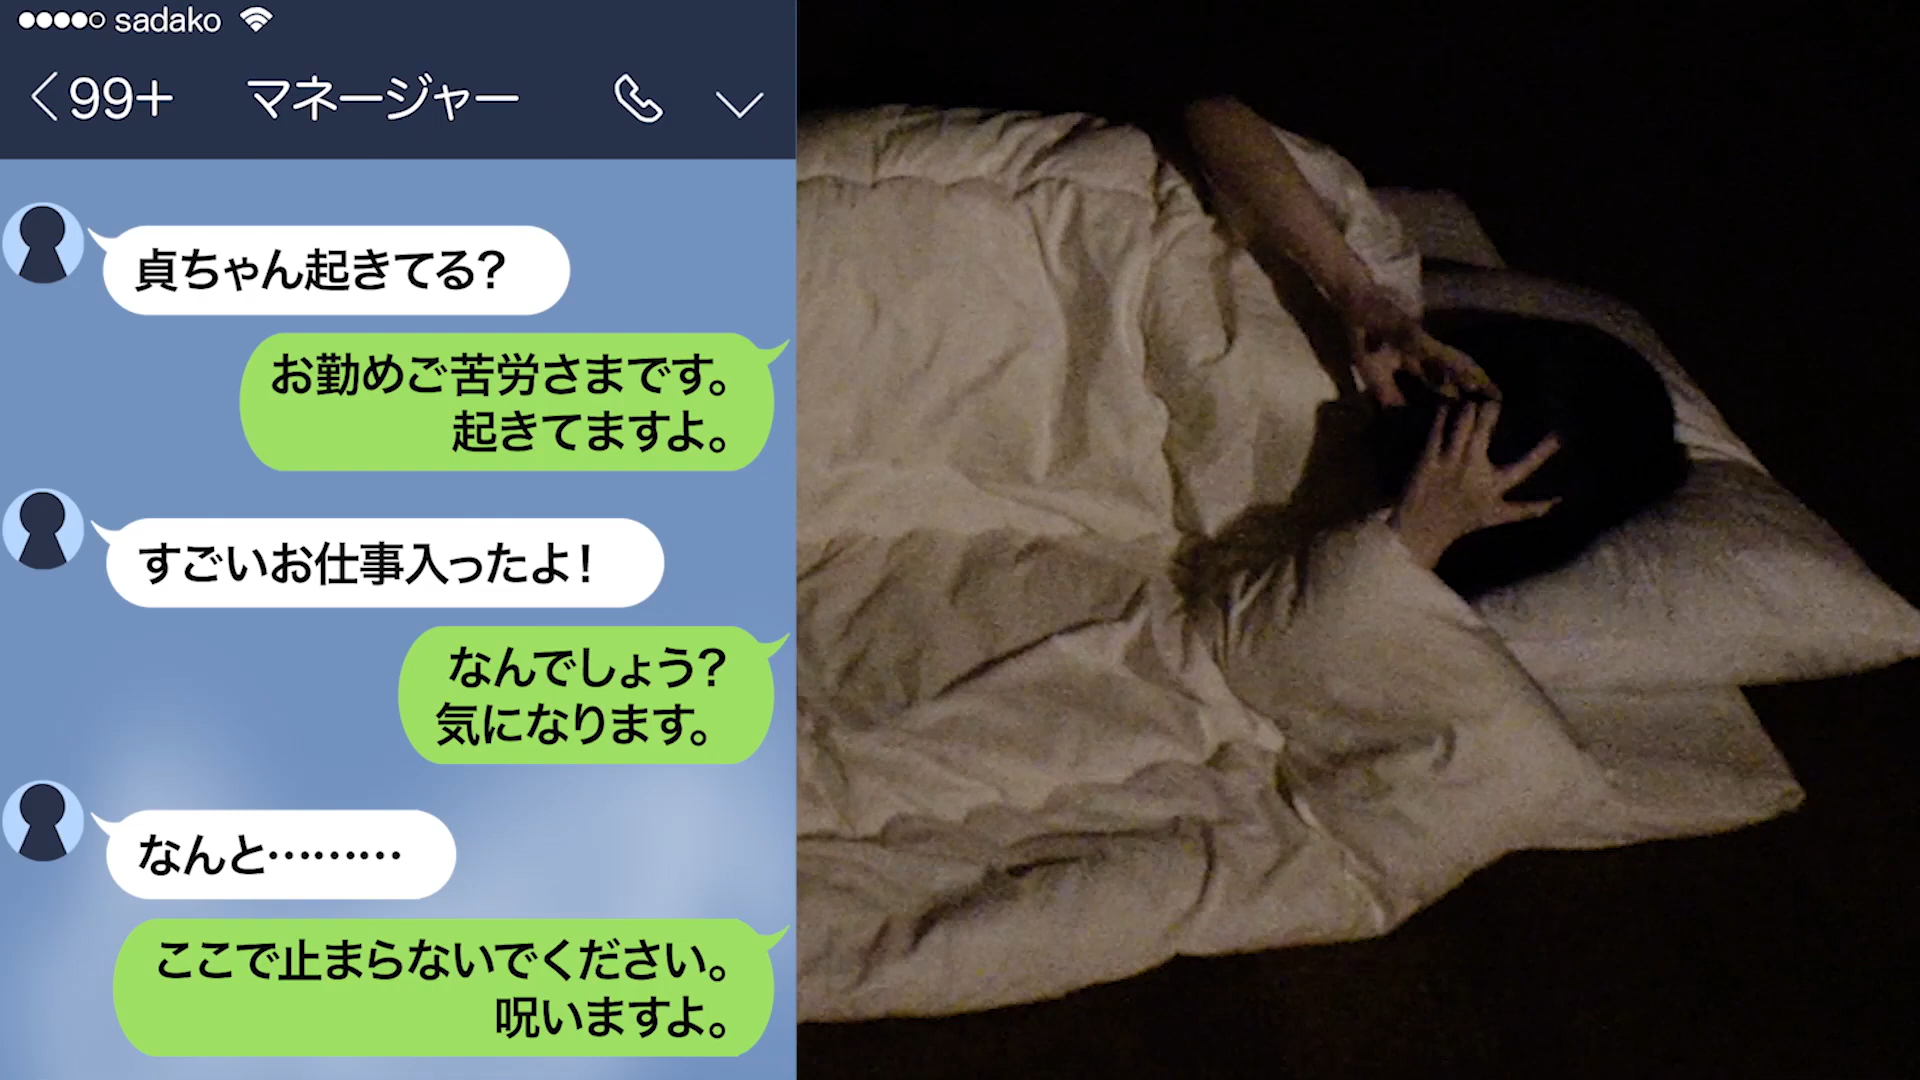 sadako
99+ マネージャー
貞ちゃん起きてる?
お勤めご苦労さまです。
起きてますよ。
すごいお仕事入ったよ!
なんでしょう?
気になります。
なんと………
ここで止まらないでください。
呪いますよ。